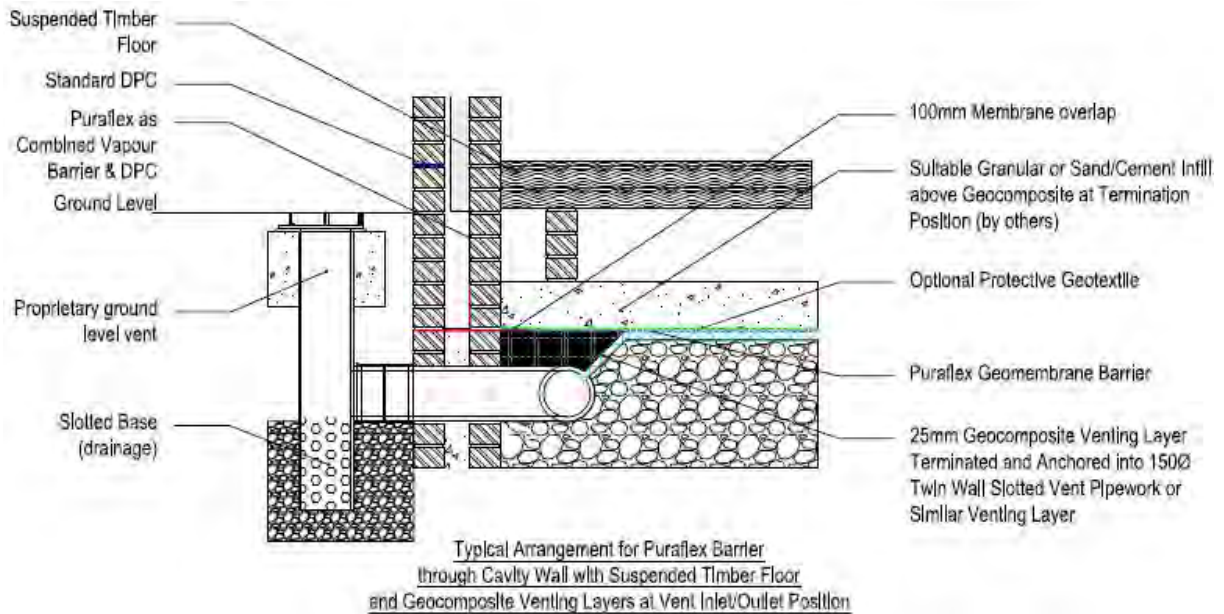 Suspended Timber
Floor
Standard DPC
Puraflex as
Combined Vapour
Barrier & DPC
Ground Level
Proprietary ground
level vent
Slotted Base
(drainage)
100mm Membrane overlap
Suitable Granular or Sand/Cement Infill
above Geocomposite at Termination
Position (by others)
Optional Protective Geotextile
Puraflex Geomembrane Barrier
25mm Geocomposite Venting Layer
Terminated and Anchored into 150Ø
Twin Wall Slotted Vent Pipework or
Similar Venting Layer
Typical Arrangement for Puraflex Barrier
through Cavity Wall with Suspended Timber Floor
and Geocomposite Venting Layers at Vent Inlet/Outlet Position